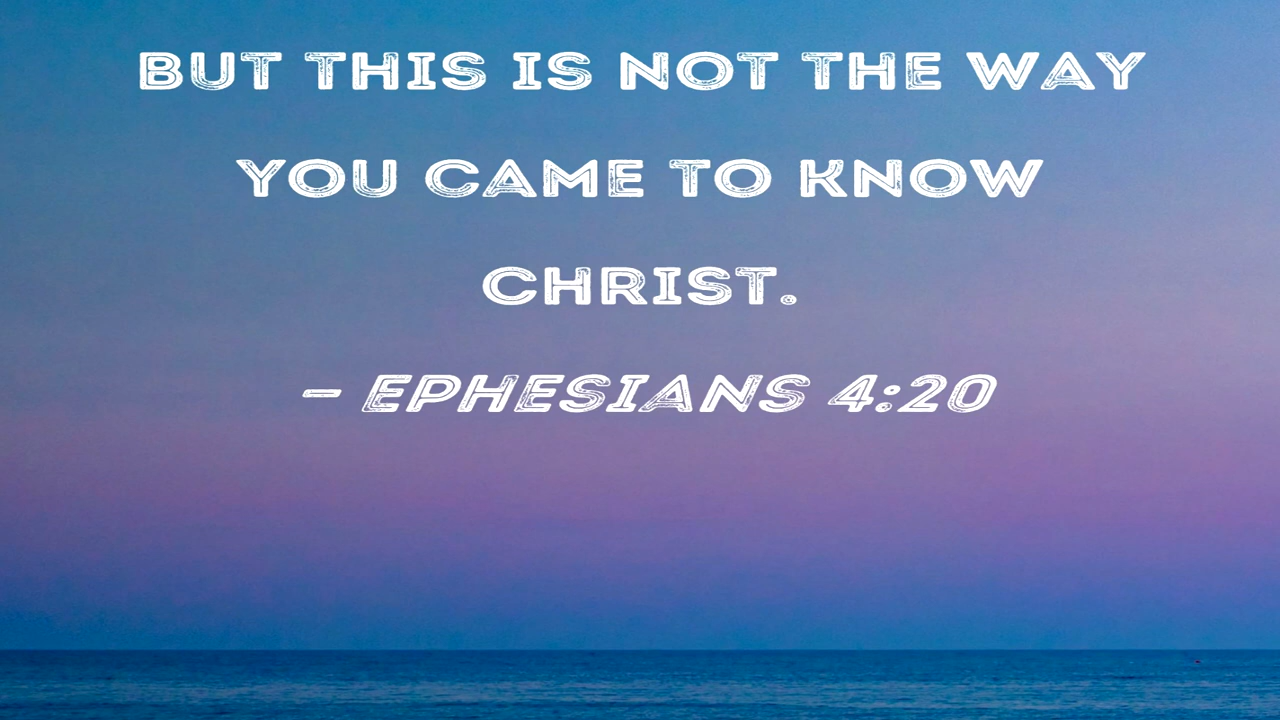 BUT THIS IS NOT THE WAY
YOU CAME TO KNOW
CHRIST.
– EPHESIANS 4:20